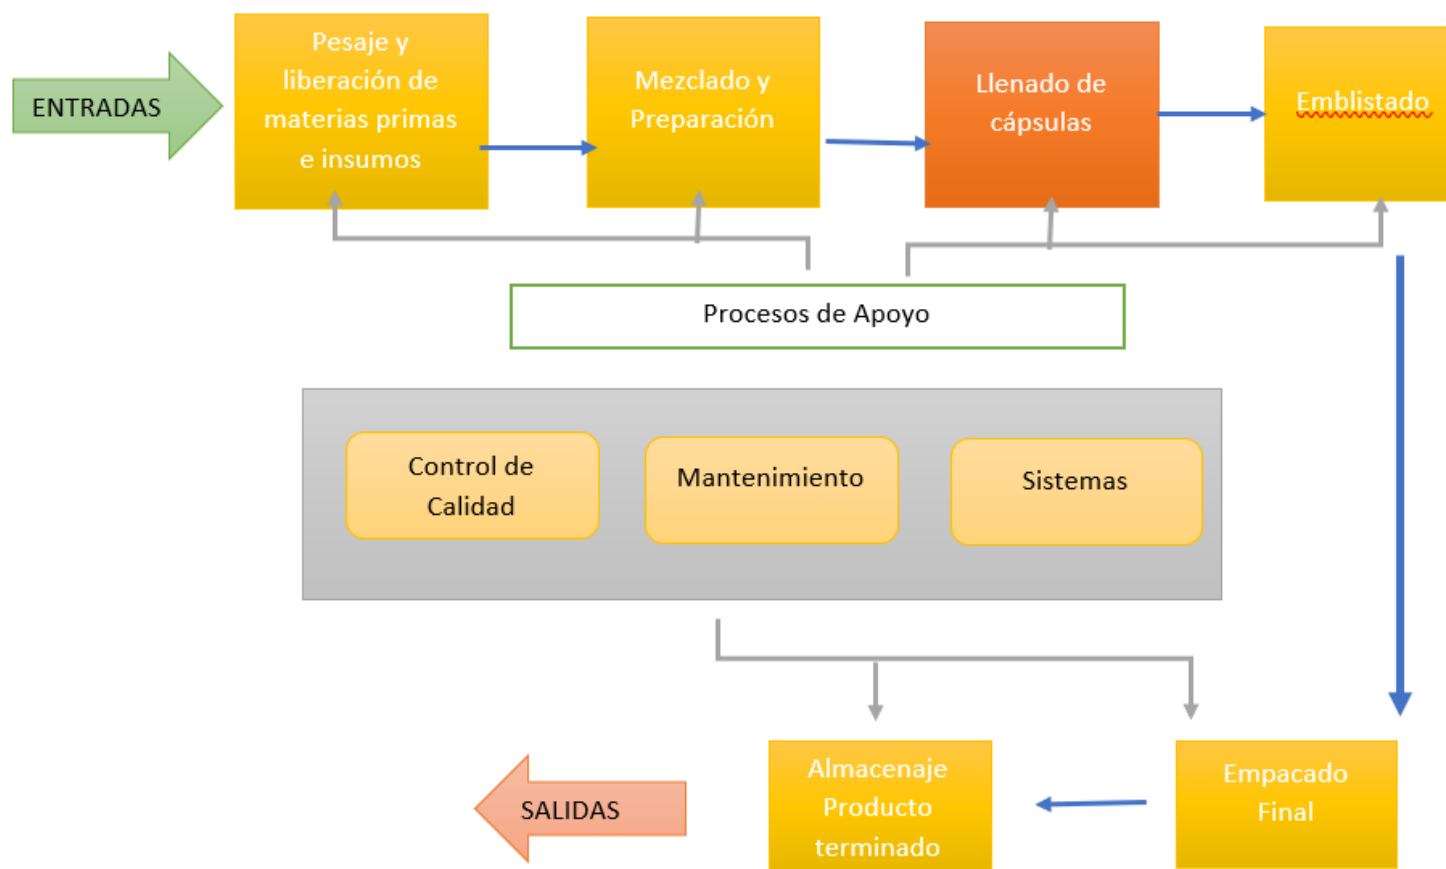 ENTRADAS
Pesaje y
liberación de
materias primas
e insumos
Mezclado y
Preparación
Llenado de
cápsulas
Emblistado
Procesos de Apoyo
Control de
Calidad
Mantenimiento
Sistemas
SALIDAS
Almacenaje
Producto
terminado
Empacado
Final